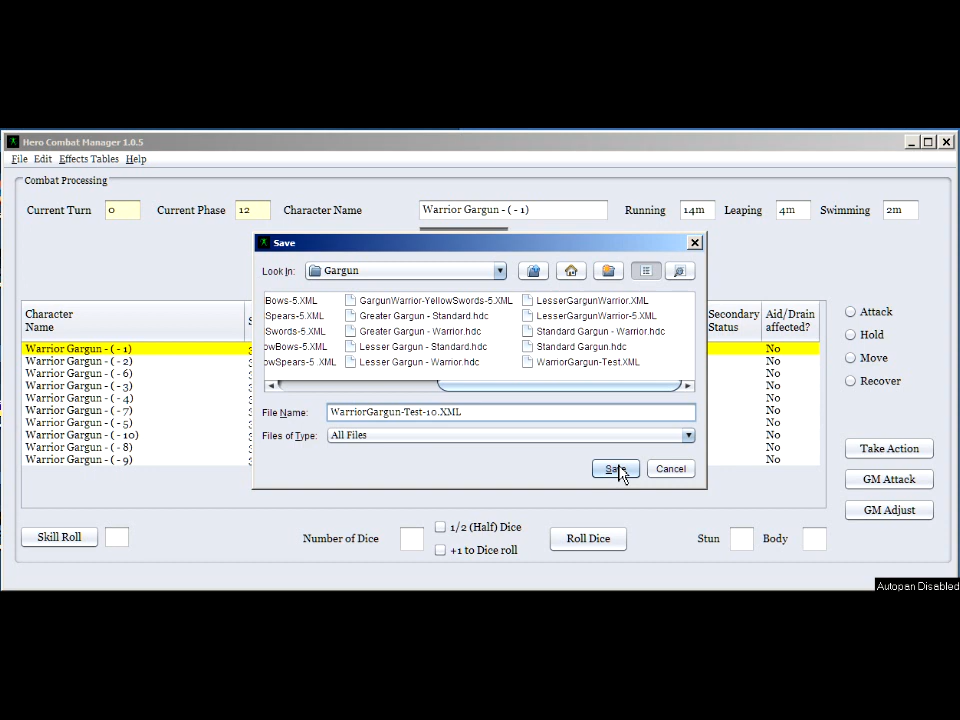 Hero Combat Manager 1.0.5
File Edit Effects Tables Help
Combat Processing
Current Turn 0 Current Phase 12 Character Name Warrior Gargun - ( - 1) Running 14m Leaping 4m Swimming 2m
Save
Look In: Gargun
Bows-5.XML GargunWarrior-YellowSwords-5.XML LesserGargunWarrior.XML
Spears-5.XML Greater Gargun - Standard.hdc LesserGargunWarrior-5.XML
Swords-5.XML Greater Gargun - Warrior.hdc Standard Gargun - Warrior.hdc
owBows-5.XML Lesser Gargun - Standard.hdc Standard Gargun.hdc
owSpears-5 .XML Lesser Gargun - Warrior.hdc WarriorGargun-Test.XML
File Name: WarriorGargun-Test-10.XML
Files of Type: All Files
Save Cancel
Character Name
Secondary Status
Aid/Drain affected?
Warrior Gargun - ( - 1) No
Warrior Gargun - ( - 2) No
Warrior Gargun - ( - 6) No
Warrior Gargun - ( - 3) No
Warrior Gargun - ( - 4) No
Warrior Gargun - ( - 7) No
Warrior Gargun - ( - 5) No
Warrior Gargun - ( - 10) No
Warrior Gargun - ( - 8) No
Warrior Gargun - ( - 9) No
Attack
Hold
Move
Recover
Take Action
GM Attack
GM Adjust
Skill Roll
Number of Dice
1/2 (Half) Dice
+1 to Dice roll
Roll Dice
Stun
Body
Autopan Disabled